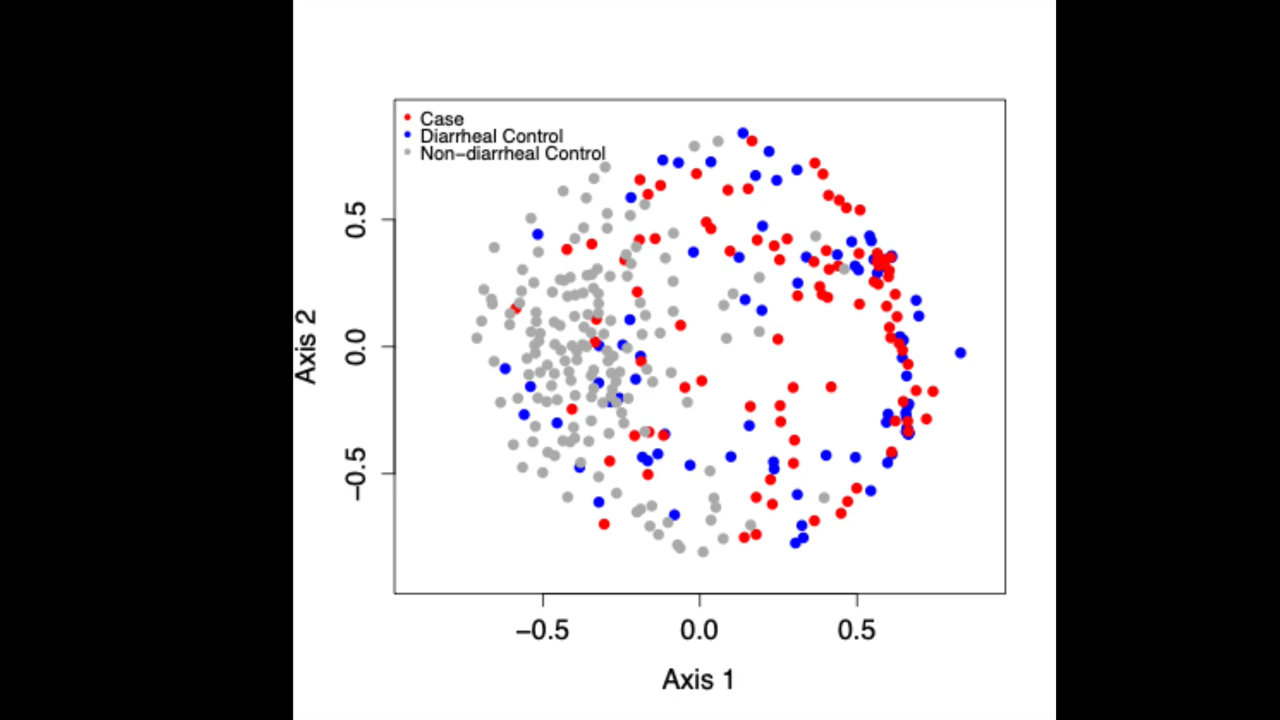 Case
Diarrheal Control
Non−diarrheal Control
0.5
0.0
−0.5
Axis 2
−0.5 0.0 0.5
Axis 1